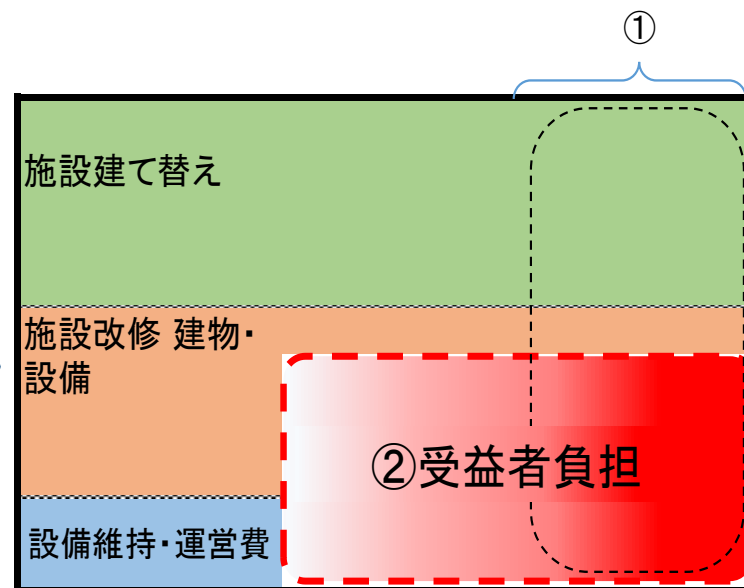 ①
施設建て替え
施設改修 建物・
設備
②受益者負担
設備維持・運営費